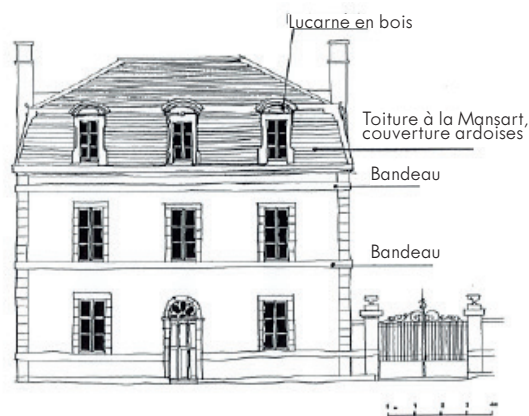 Lucarne en bois
Toiture à la Mansart,
couverture ardoises
Bandeau
Bandeau